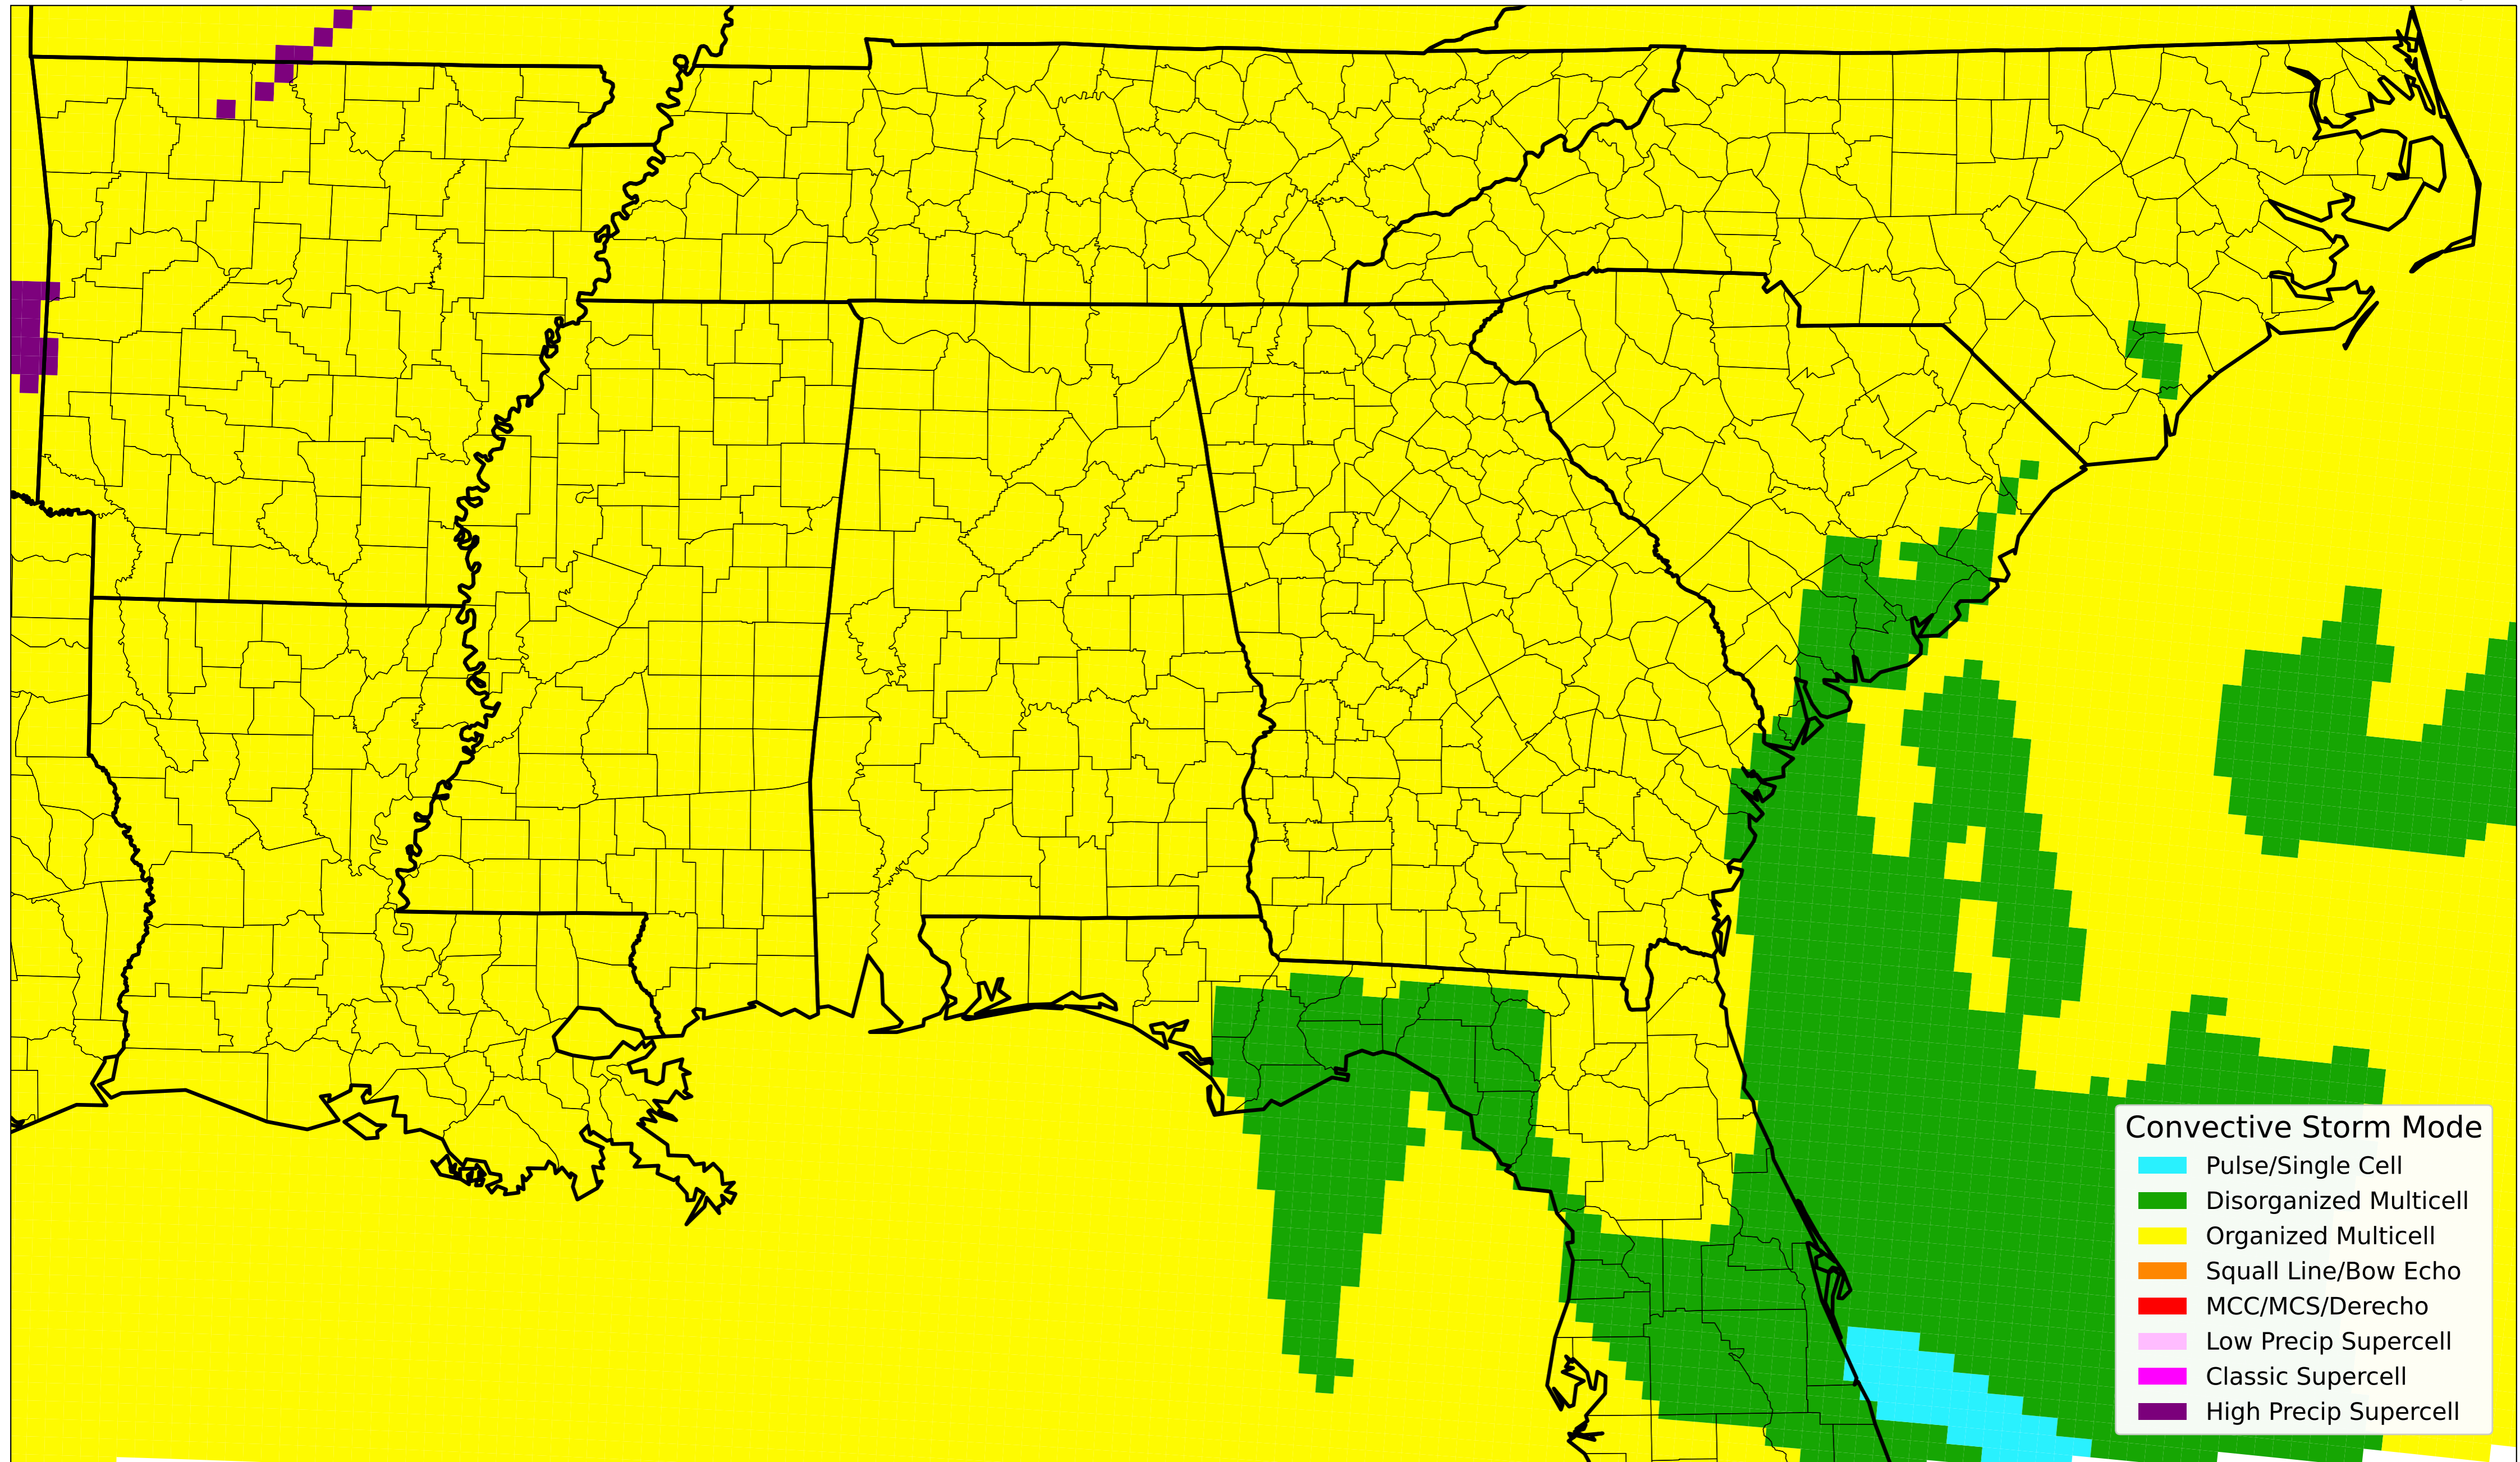 Convective Storm Mode
Pulse/Single Cell
Disorganized Multicell
Organized Multicell
Squall Line/Bow Echo
MCC/MCS/Derecho
Low Precip Supercell
Classic Supercell
High Precip Supercell